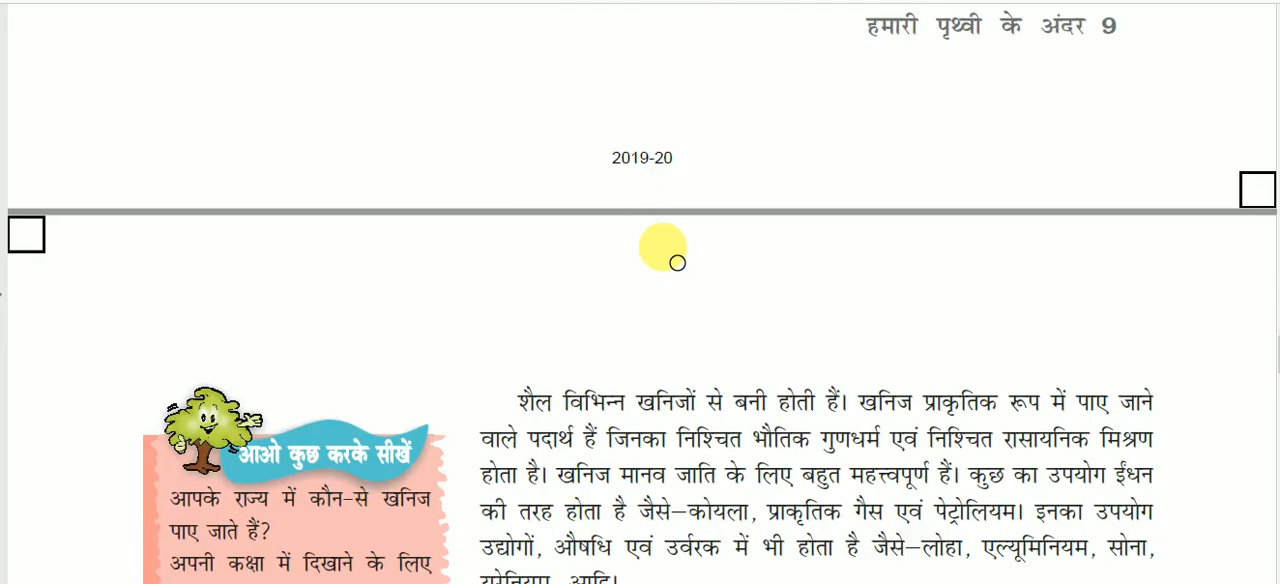 हमारी पृथ्वी के अंदर 9
2019-20
शैल विभिन्न खनिजों से बनी होती हैं। खनिज प्राकृतिक रूप में पाए जाने
वाले पदार्थ हैं जिनका निश्चित भौतिक गुणधर्म एवं निश्चित रासायनिक मिश्रण
होता है। खनिज मानव जाति के लिए बहुत महत्त्वपूर्ण हैं। कुछ का उपयोग ईंधन
की तरह होता है जैसे–कोयला, प्राकृतिक गैस एवं पेट्रोलियम। इनका उपयोग
उद्योगों, औषधि एवं उर्वरक में भी होता है जैसे–लोहा, एल्यूमिनियम, सोना,
यूरेनियम, आदि।
आओ कुछ करके सीखें
आपके राज्य में कौन-से खनिज
पाए जाते हैं?
अपनी कक्षा में दिखाने के लिए